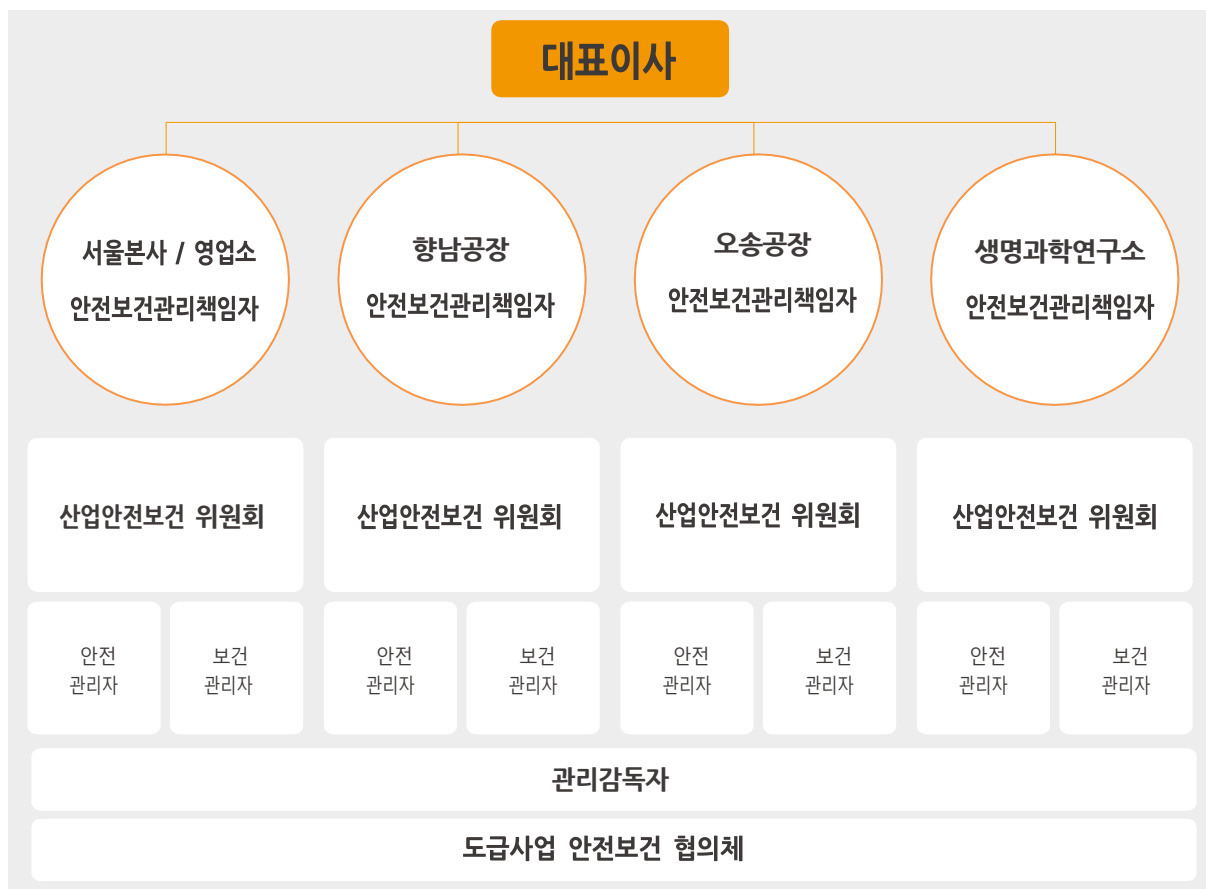 대표이사
서울본사 / 영업소
안전보건관리책임자
향남공장
안전보건관리책임자
오송공장
안전보건관리책임자
생명과학연구소
안전보건관리책임자
산업안전보건 위원회
산업안전보건 위원회
산업안전보건 위원회
산업안전보건 위원회
안전
관리자
보건
관리자
안전
관리자
보건
관리자
안전
관리자
보건
관리자
안전
관리자
보건
관리자
관리감독자
도급사업 안전보건 협의체